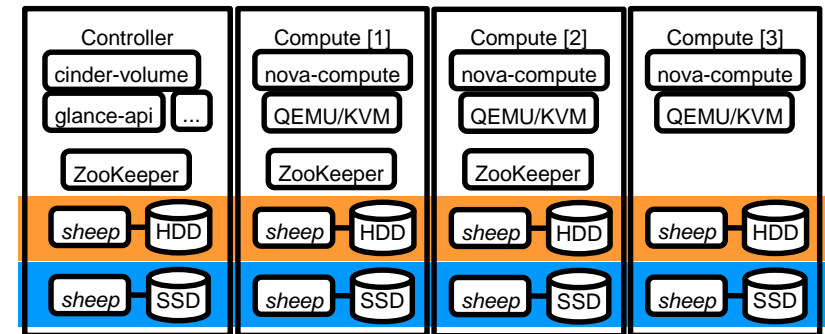 Controller
cinder-volume
glance-api ...
ZooKeeper
sheep HDD
sheep SSD
Compute [1]
nova-compute
QEMU/KVM
ZooKeeper
sheep HDD
sheep SSD
Compute [2]
nova-compute
QEMU/KVM
ZooKeeper
sheep HDD
sheep SSD
Compute [3]
nova-compute
QEMU/KVM
sheep HDD
sheep SSD